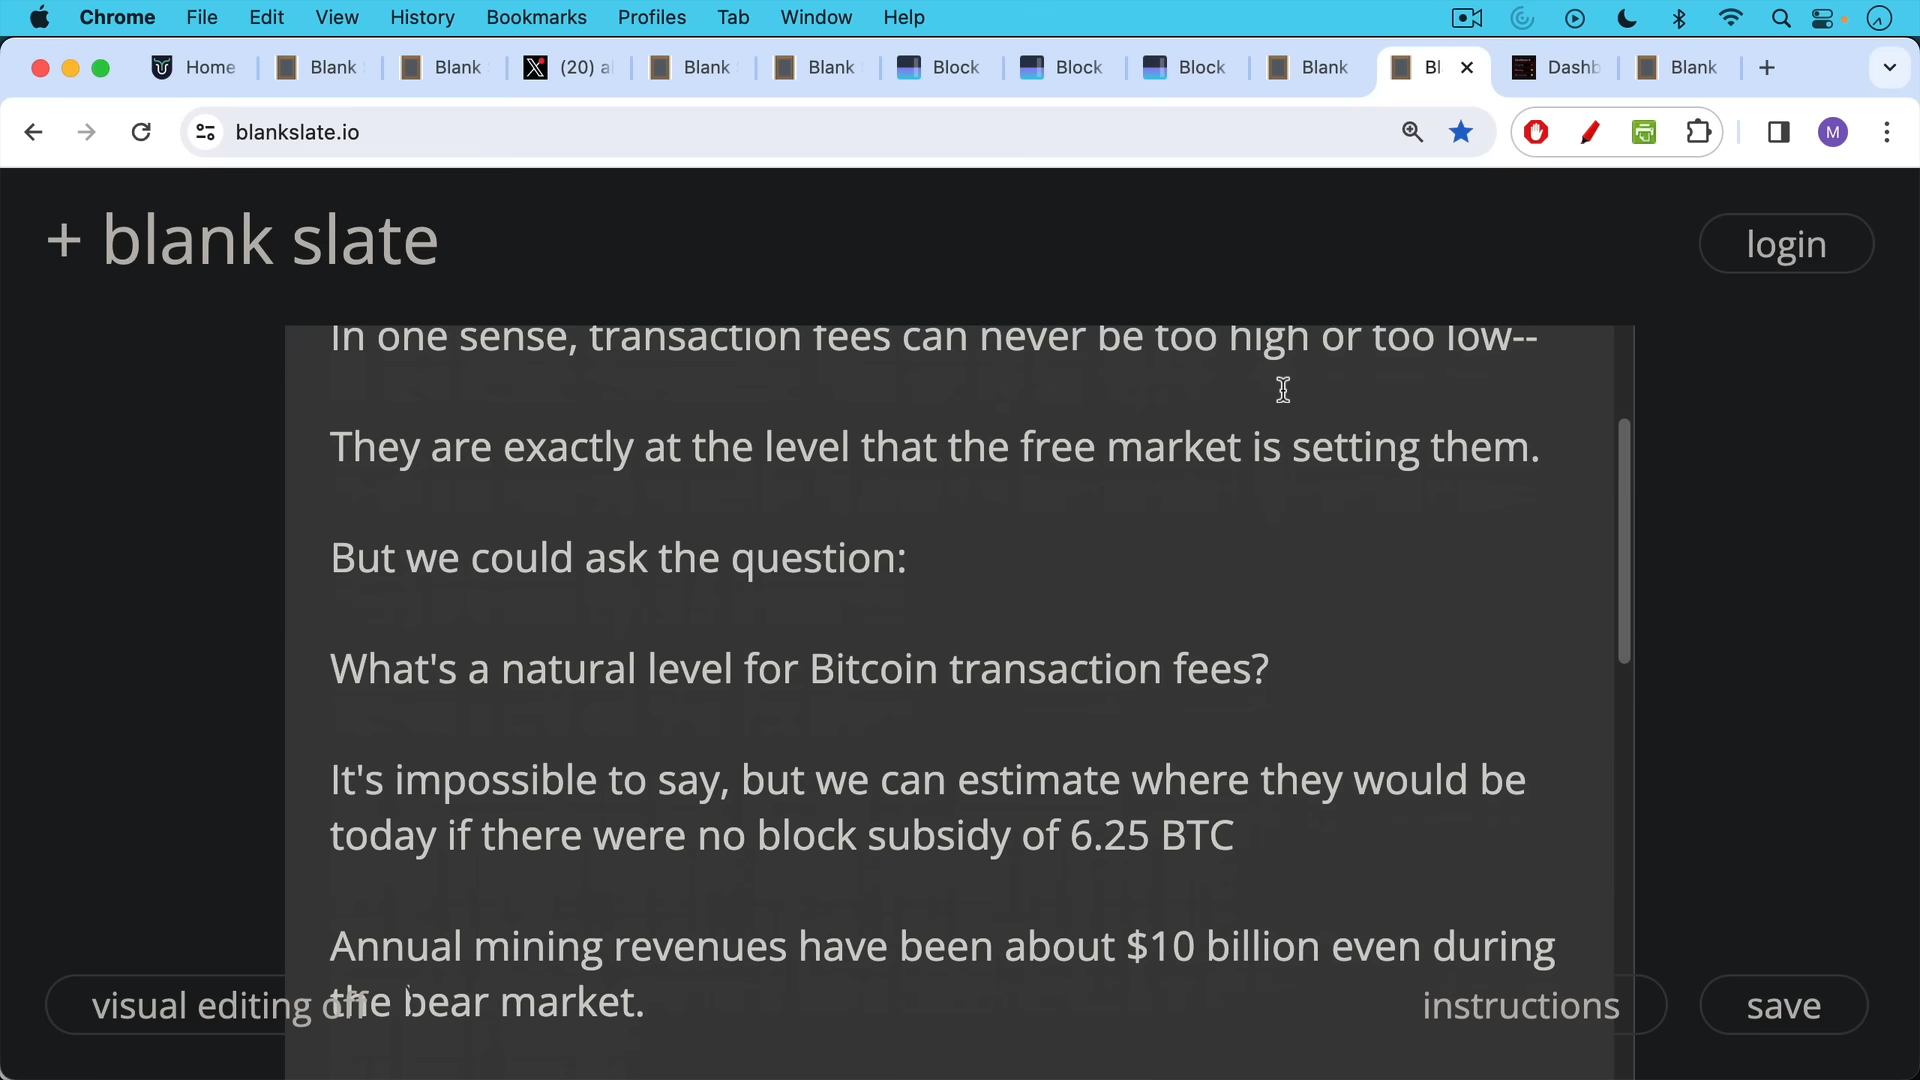 Chrome File Edit View History Bookmarks Profiles Tab Window Help
Home Blank Blank (20) Blank Blank Block Block Block Blank Bl Dashb Blank
blankslate.io M
+ blank slate login
In one sense, transaction fees can never be too high or too low--
They are exactly at the level that the free market is setting them.
But we could ask the question:
What's a natural level for Bitcoin transaction fees?
It's impossible to say, but we can estimate where they would be
today if there were no block subsidy of 6.25 BTC
Annual mining revenues have been about $10 billion even during
the bear market.
visual editing off instructions save